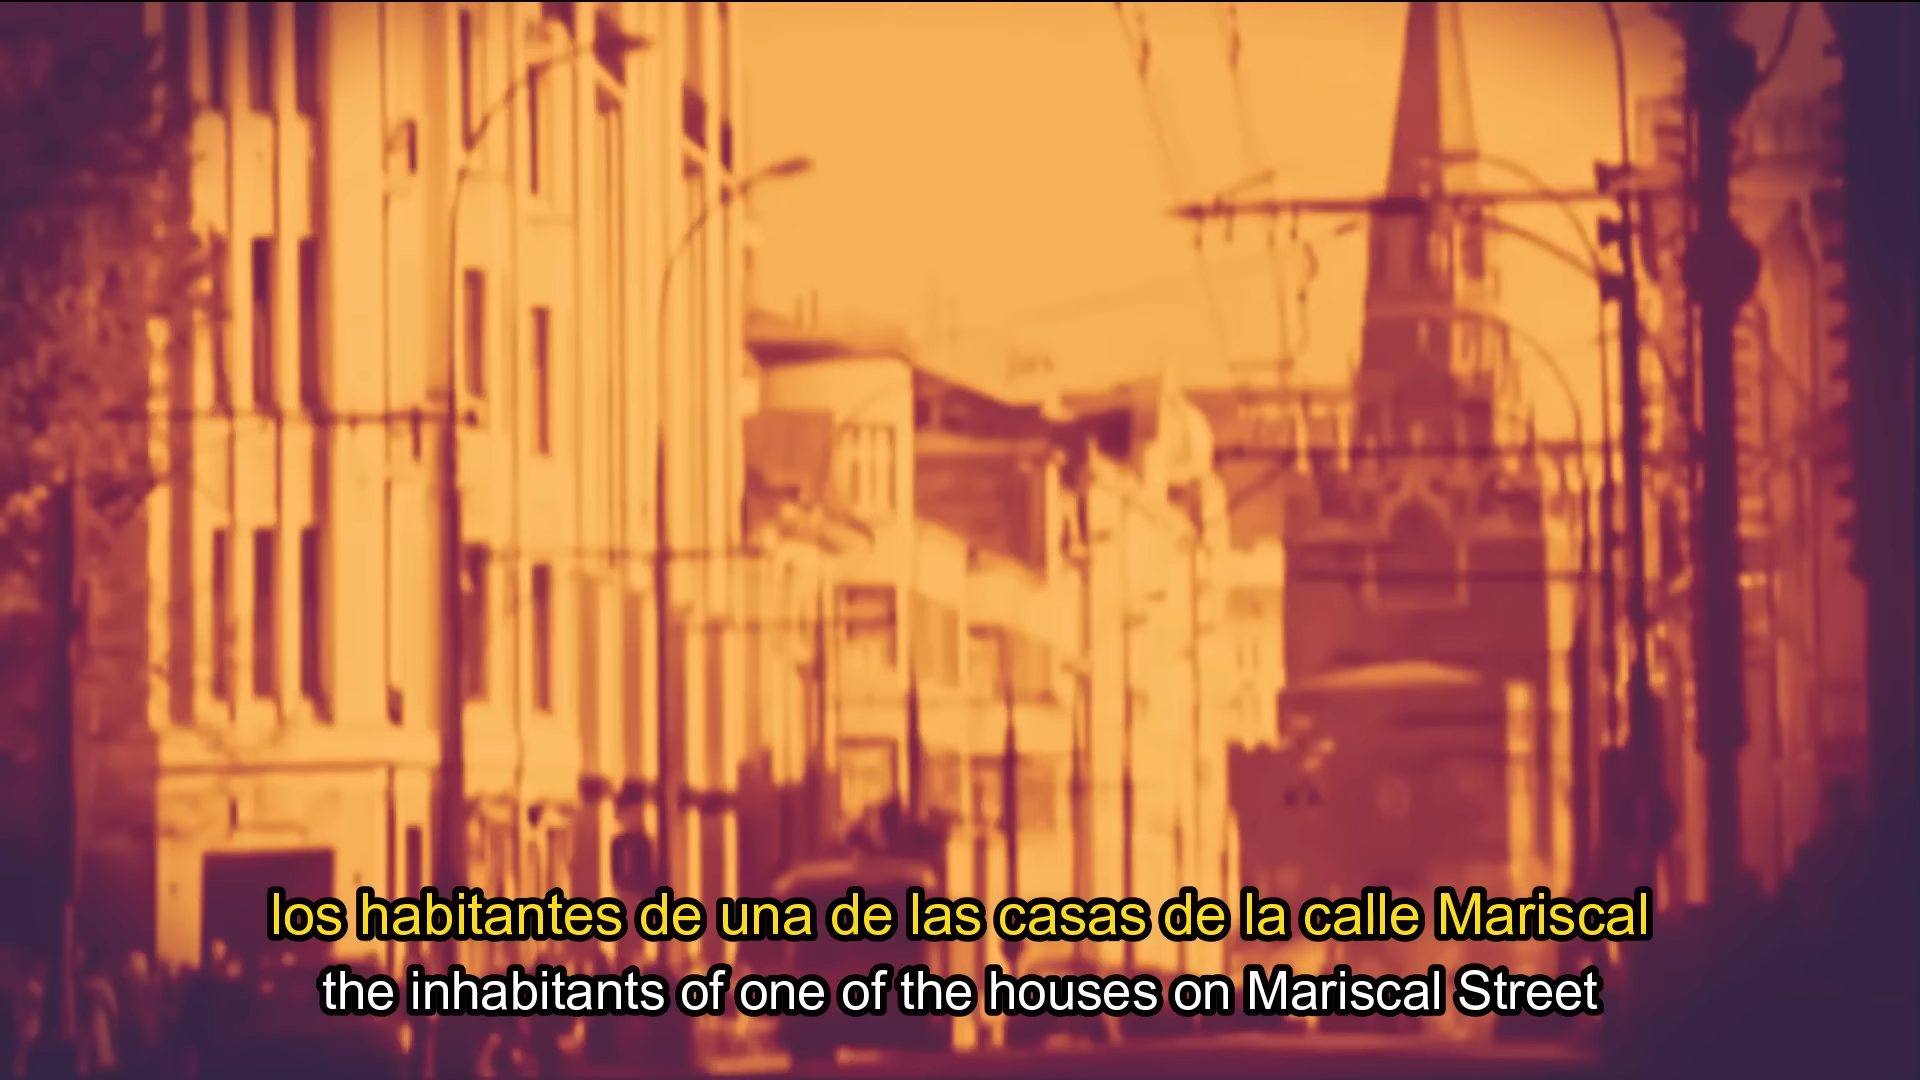 los habitantes de una de las casas de la calle Mariscal
the inhabitants of one of the houses on Mariscal Street